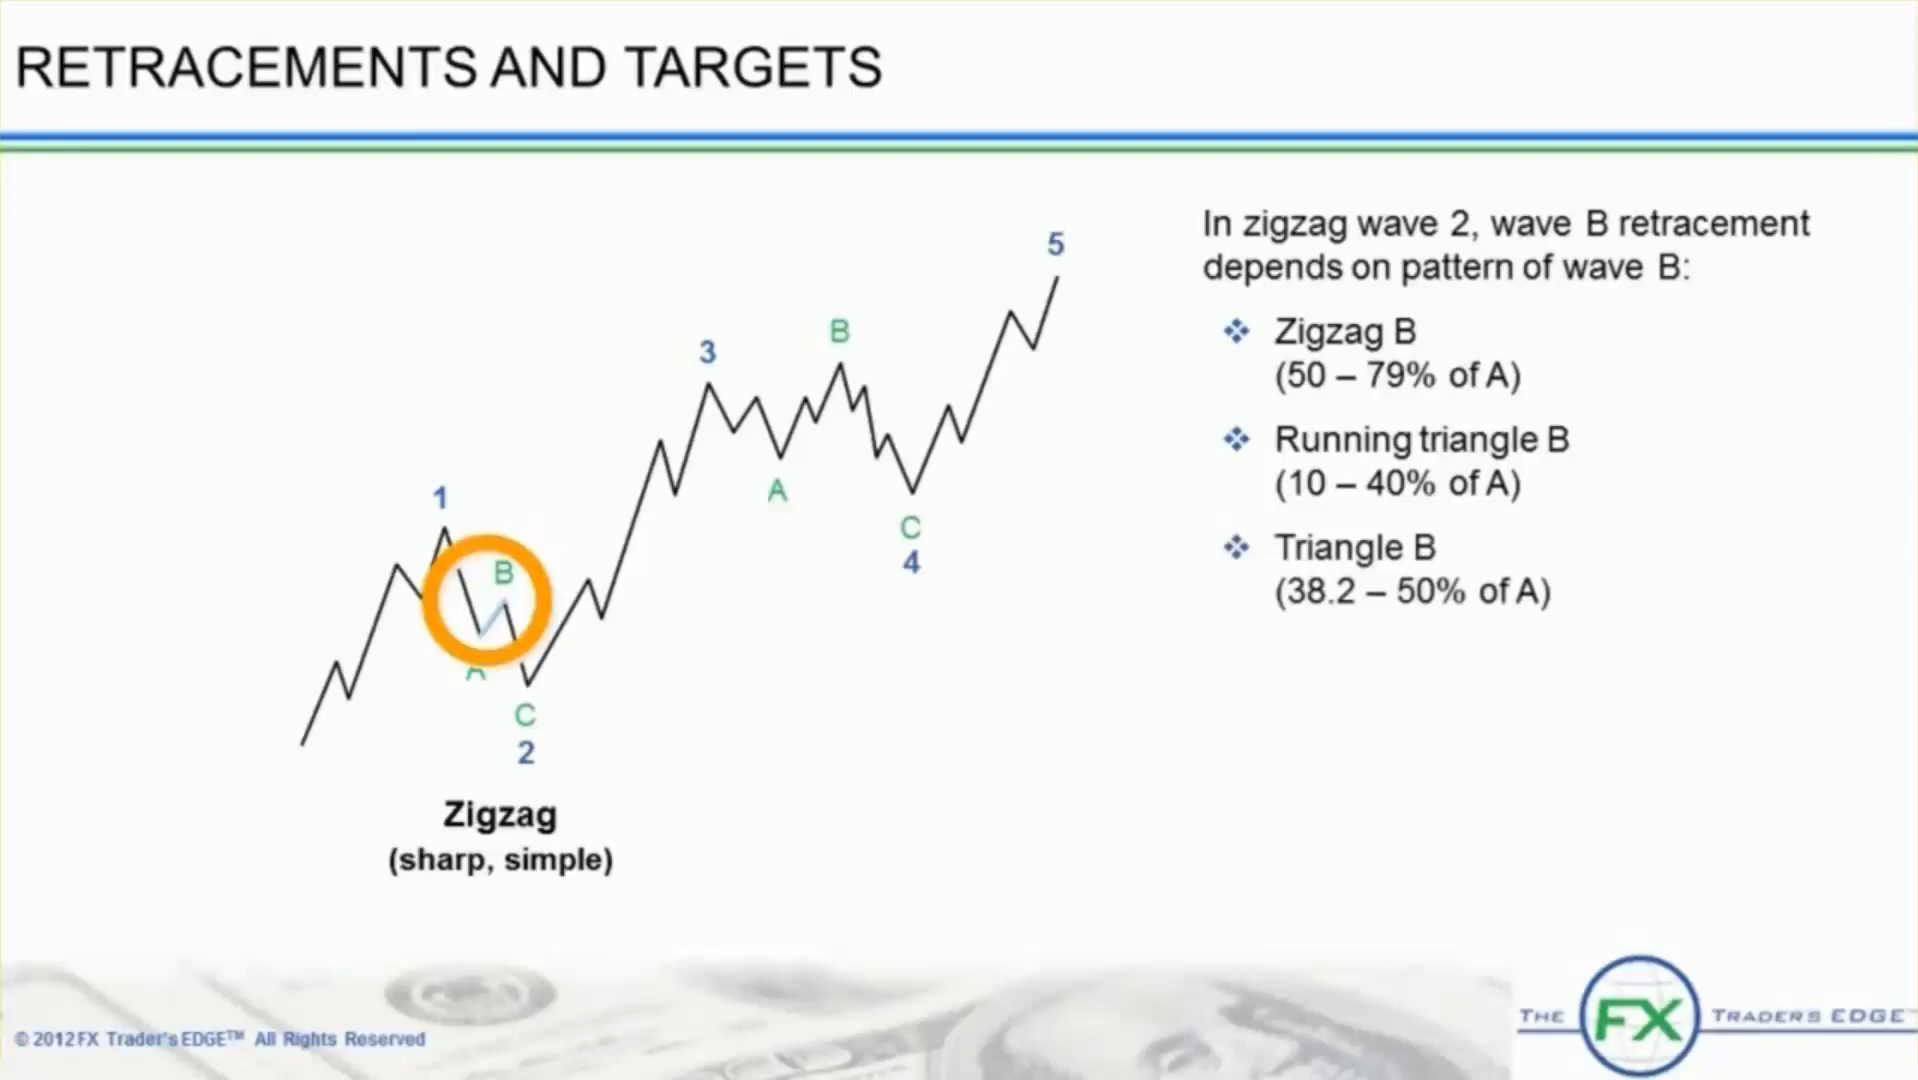 RETRACEMENTS AND TARGETS
In zigzag wave 2, wave B retracement
depends on pattern of wave B:
Zigzag B
(50 – 79% of A)
Running triangle B
(10 – 40% of A)
Triangle B
(38.2 – 50% of A)
5
B
3
A
C
4
1
B
A
C
2
Zigzag
(sharp, simple)
© 2012 FX Trader's EDGE™ All Rights Reserved
THE FX TRADER'S EDGE